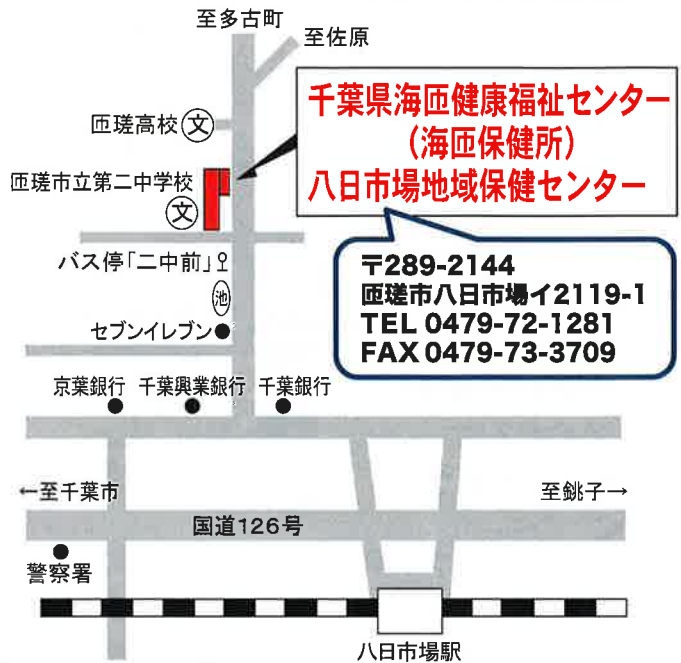 至多古町
至佐原
匝瑳高校
文
千葉県海匝健康福祉センター
(海匝保健所)
八日市場地域保健センター
匝瑳市立第二中学校
文
バス停「二中前」
池
セブンイレブン
〒289-2144
匝瑳市八日市場イ2119-1
TEL 0479-72-1281
FAX 0479-73-3709
京葉銀行
千葉興業銀行
千葉銀行
←至千葉市
至銚子→
国道126号
警察署
八日市場駅